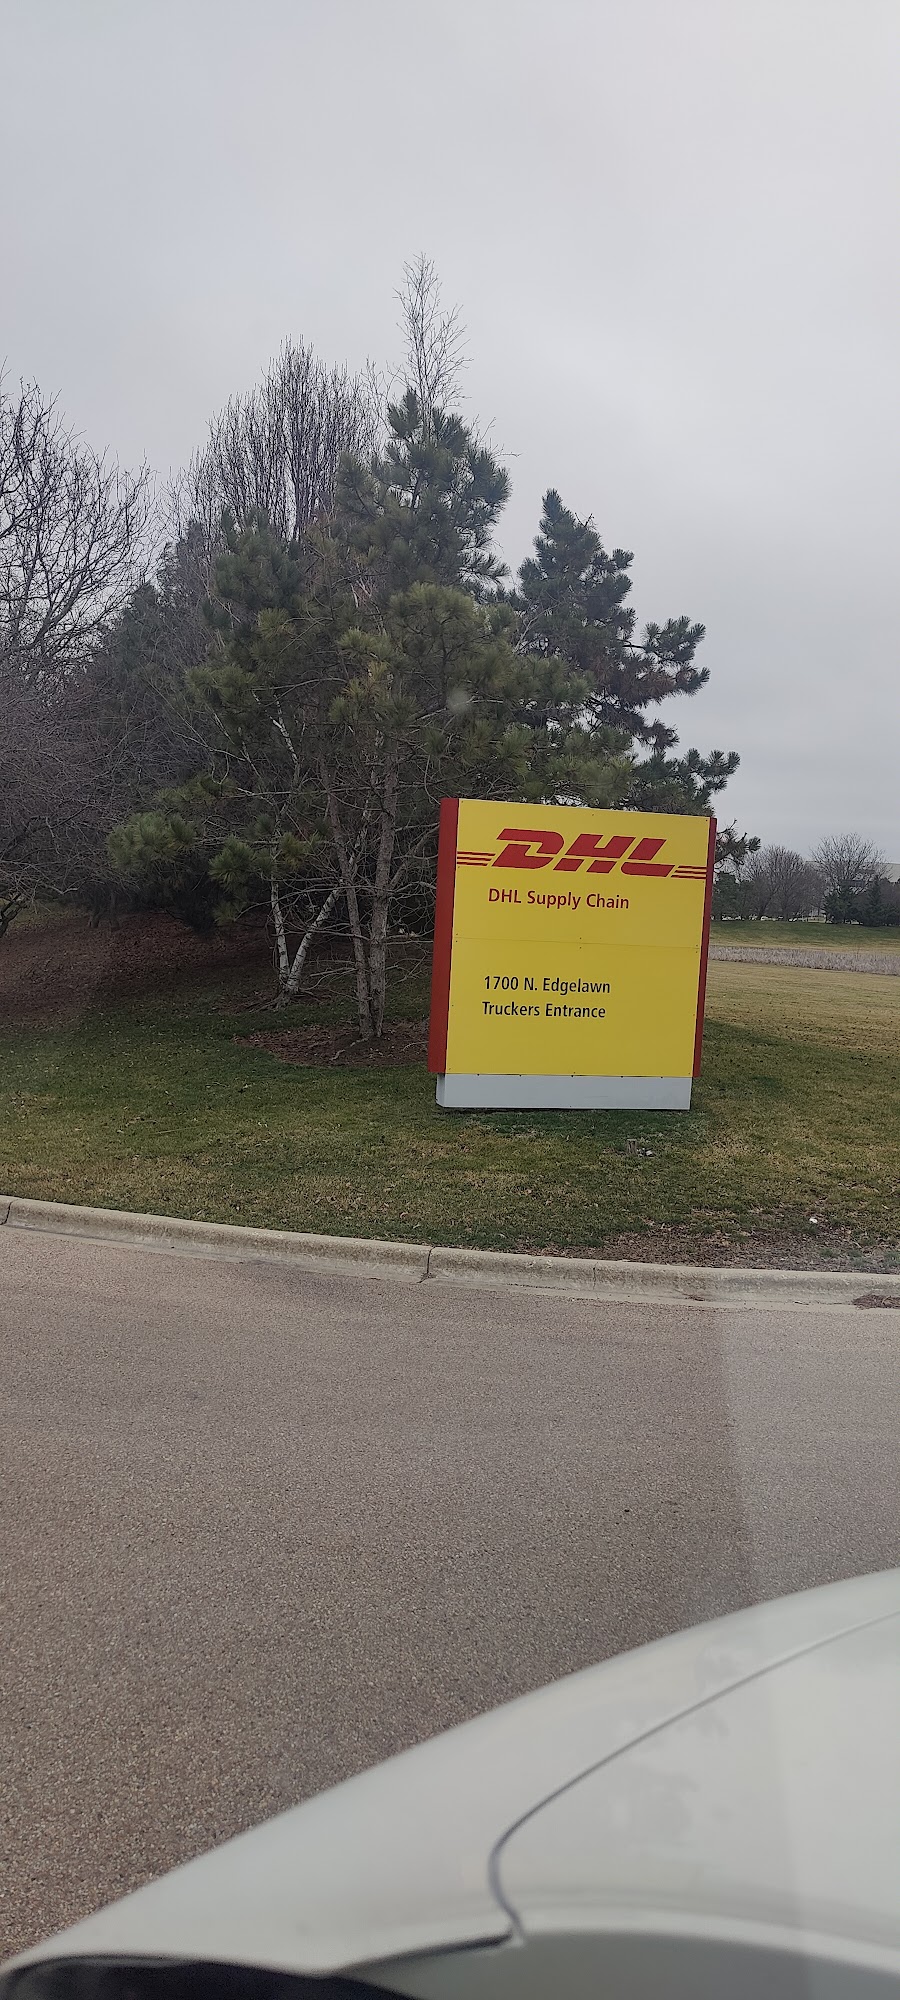 DHL
DHL Supply Chain
1700 N. Edgelawn
Truckers Entrance